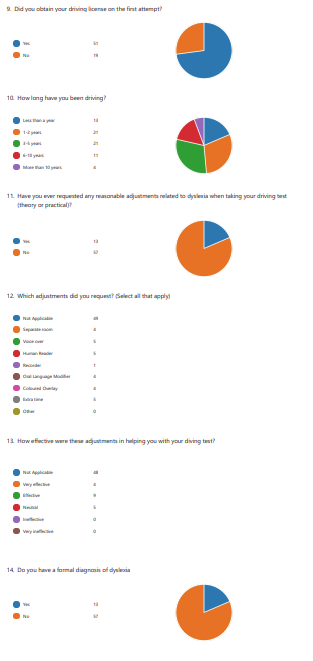 9. Did you obtain your driving license on the first attempt?
Yes 51
No 19
10. How long have you been driving?
Less than a year 13
1-2 years 21
3-5 years 21
6-10 years 11
More than 10 years 4
11. Have you ever requested any reasonable adjustments related to dyslexia when taking your driving test
(theory or practical)?
Yes 13
No 57
12. Which adjustments did you request? (Select all that apply)
Not Applicable 49
Separate room 4
Voice over 5
Human Reader 5
Recorder 1
Oral Language Modifier 4
Coloured Overlay 4
Extra time 5
Other 0
13. How effective were these adjustments in helping you with your diving test?
Not Applicable 48
Very effective 4
Effective 9
Neutral 5
Ineffective 0
Very ineffective 0
14. Do you have a formal diagnosis of dyslexia
Yes 13
No 57